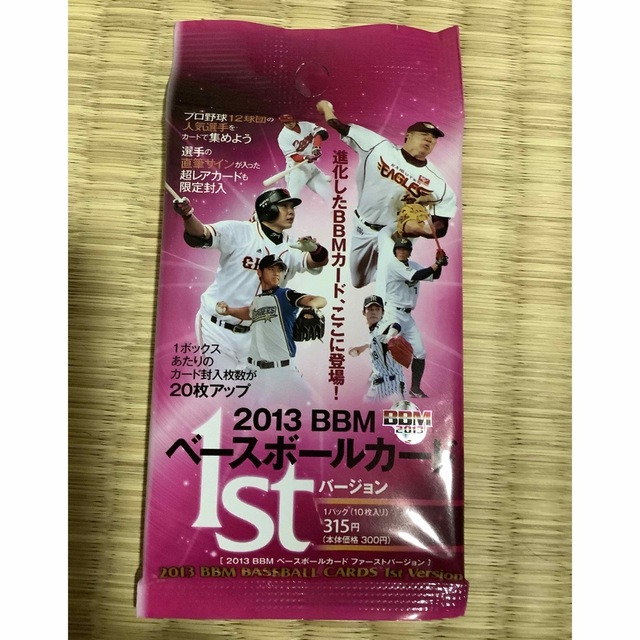 プロ野球12球団の
人気選手を
カードで集めよう
選手の
直筆サインが入った
超レアカードも
限定封入
進化したBBMカード、ここに登場!
EAGLES
1ボックス
あたりの
カード封入枚数が
20枚アップ
2013 BBM
BBM
2013
ベースボールカード
1st
バージョン
1パック(10枚入り)
315円
(本体価格 300円)
[ 2013 BBM ベースボールカード ファーストバージョン ]
2013 BBM BASEBALL CARDS 1st Version